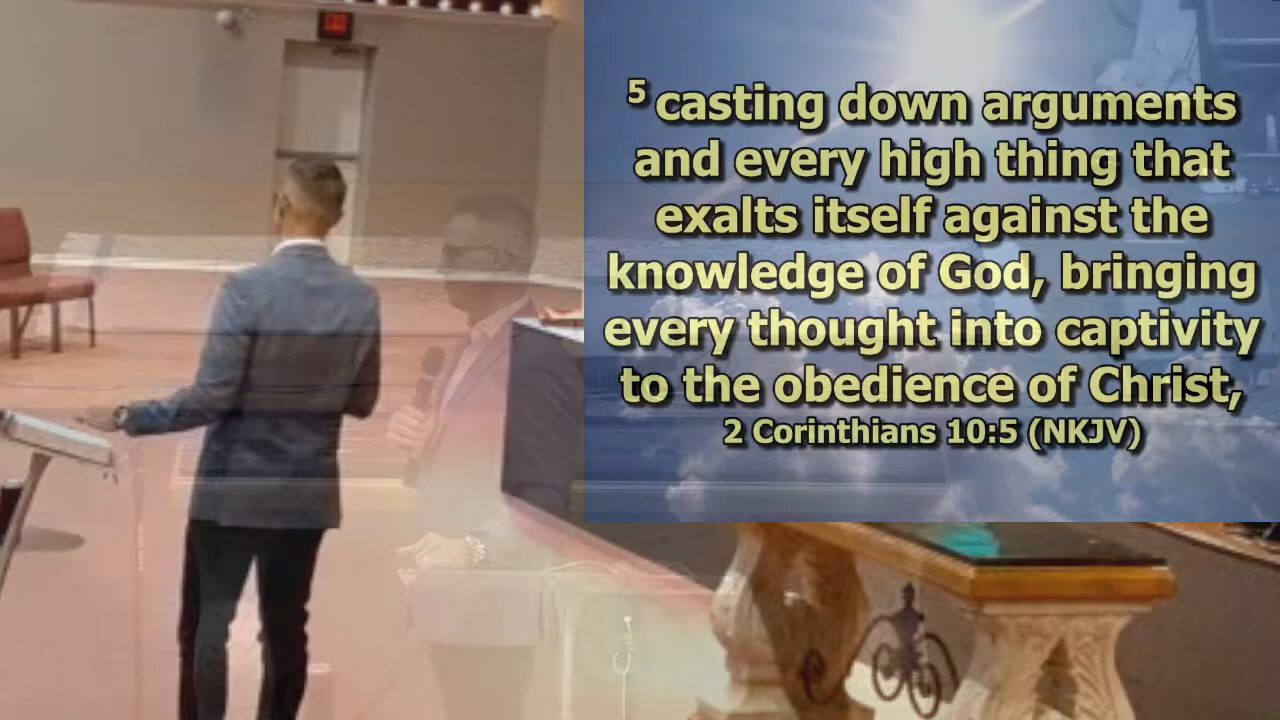 5 casting down arguments
and every high thing that
exalts itself against the
knowledge of God, bringing
every thought into captivity
to the obedience of Christ,
2 Corinthians 10:5 (NKJV)